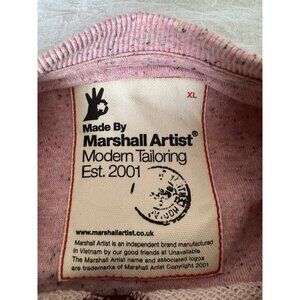 XL
Made By
Marshall Artist®
Modern Tailoring
Est. 2001
www.marshallartist.co.uk
Marshall Artist is an independent brand manufactured
in Vietnam by our good friends at Unavailable
The Marshall Artist name and associated logos
are trademarks of Marshall Artist Copyright 2001